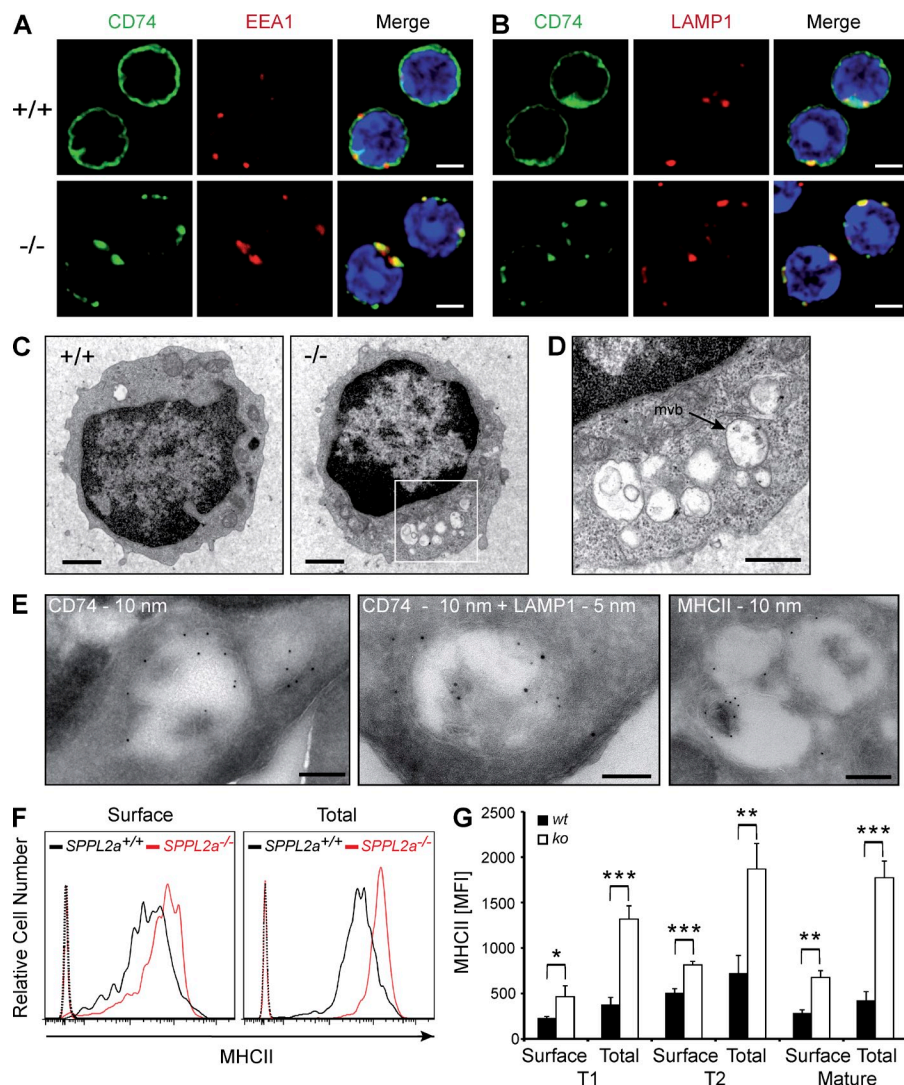 A CD74 EEA1 Merge B CD74 LAMP1 Merge
+/+
-/-
C +/+ -/- D
mvb
E CD74 - 10 nm CD74 - 10 nm + LAMP1 - 5 nm MHCII - 10 nm
F Surface Total
SPPL2a+/+ SPPL2a-/- SPPL2a+/+ SPPL2a-/-
Relative Cell Number
MHCII
G
MHCII [MFI]
2500
2000
1500
1000
500
0
wt
ko
* *** *** ** ** ***
Surface Total Surface Total Surface Total
T1 T2 Mature